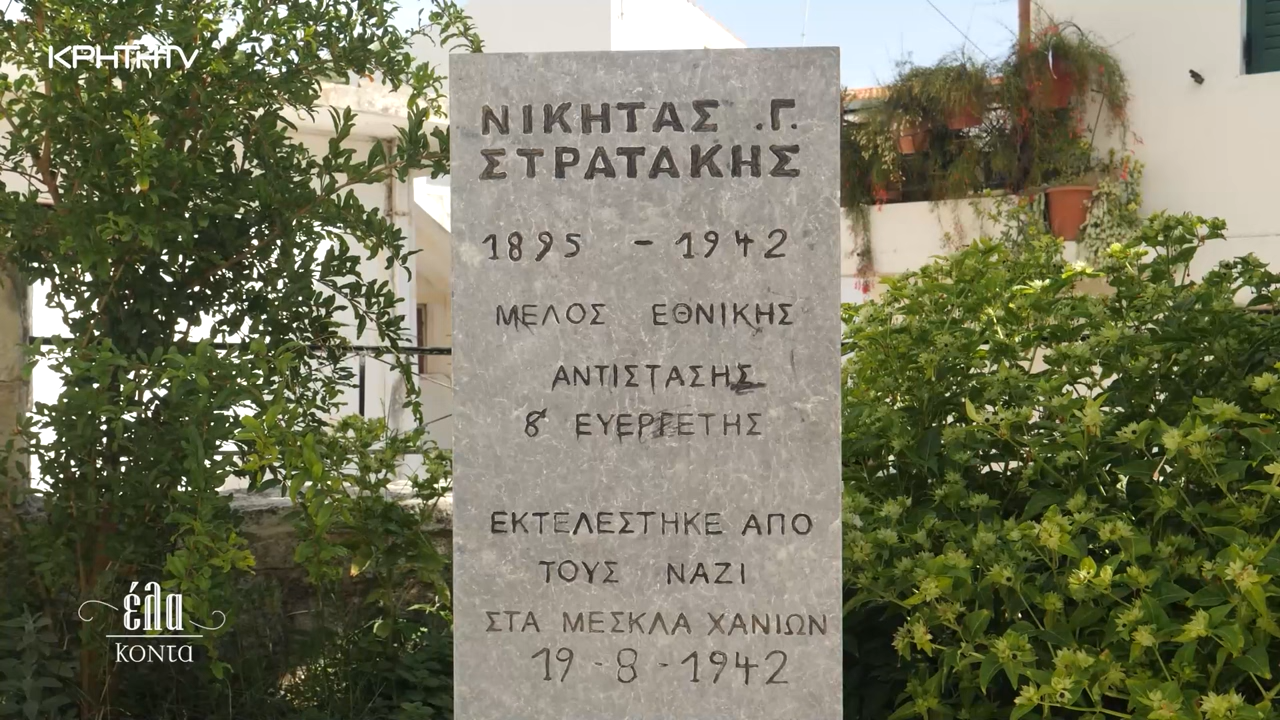 ΚΡΗΤΗ TV
ΝΙΚΗΤΑΣ .Γ.
ΣΤΡΑΤΑΚΗΣ
1895 - 1942
ΜΕΛΟΣ ΕΘΝΙΚΗΣ
ΑΝΤΙΣΤΑΣΗΣ
& ΕΥΕΡΓΕΤΗΣ
ΕΚΤΕΛΕΣΤΗΚΕ ΑΠΟ
ΤΟΥΣ ΝΑΖΙ
ΣΤΑ ΜΕΣΚΛΑ ΧΑΝΙΩΝ
19-8-1942
έλα
κοντα